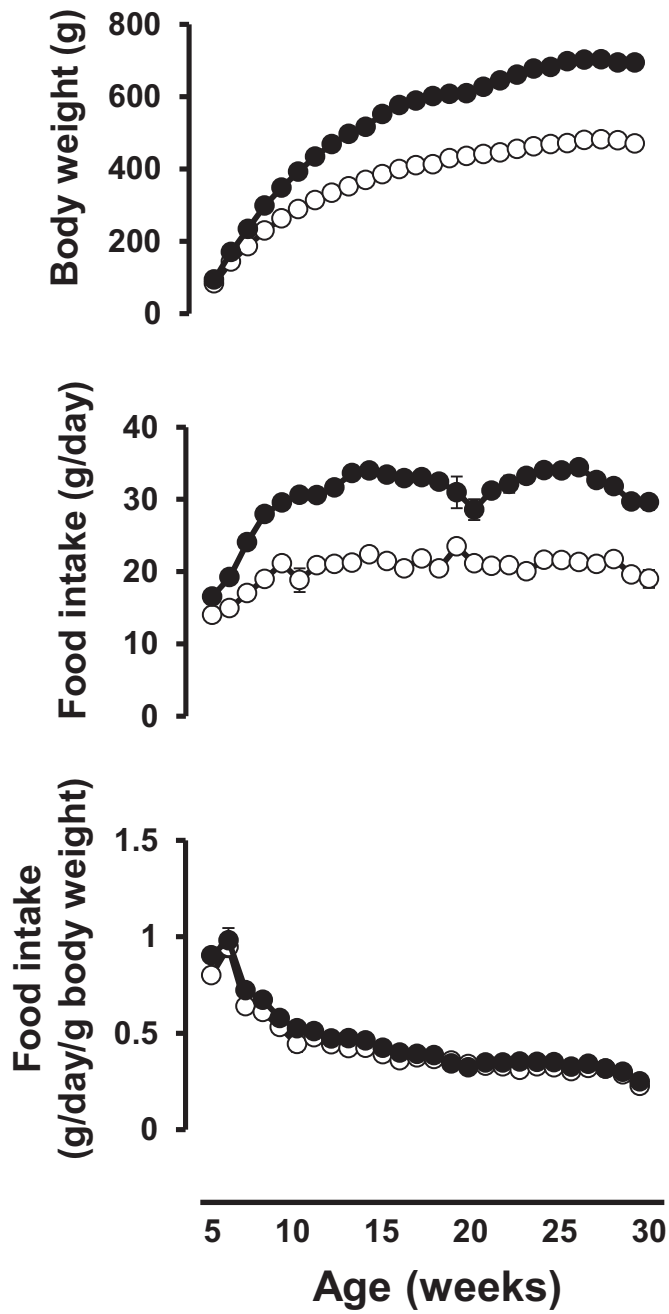 Body weight (g)
800
600
400
200
0
Food intake (g/day)
40
30
20
10
0
Food intake
(g/day/g body weight)
1.5
1
0.5
0
5 10 15 20 25 30
Age (weeks)